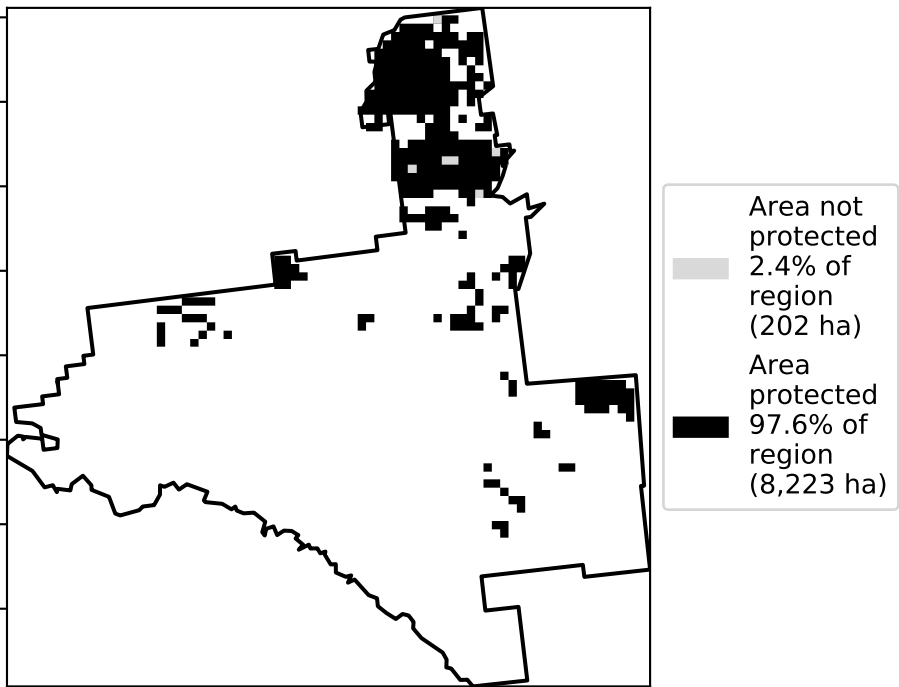 Area not
protected
2.4% of
region
(202 ha)
Area
protected
97.6% of
region
(8,223 ha)